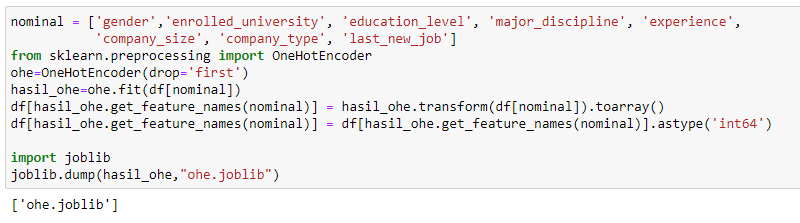 nominal = ['gender','enrolled_university', 'education_level', 'major_discipline', 'experience',
'company_size', 'company_type', 'last_new_job']
from sklearn.preprocessing import OneHotEncoder
ohe=OneHotEncoder(drop='first')
hasil_ohe=ohe.fit(df[nominal])
df[hasil_ohe.get_feature_names(nominal)] = hasil_ohe.transform(df[nominal]).toarray()
df[hasil_ohe.get_feature_names(nominal)] = df[hasil_ohe.get_feature_names(nominal)].astype('int64')
import joblib
joblib.dump(hasil_ohe,"ohe.joblib")
['ohe.joblib']